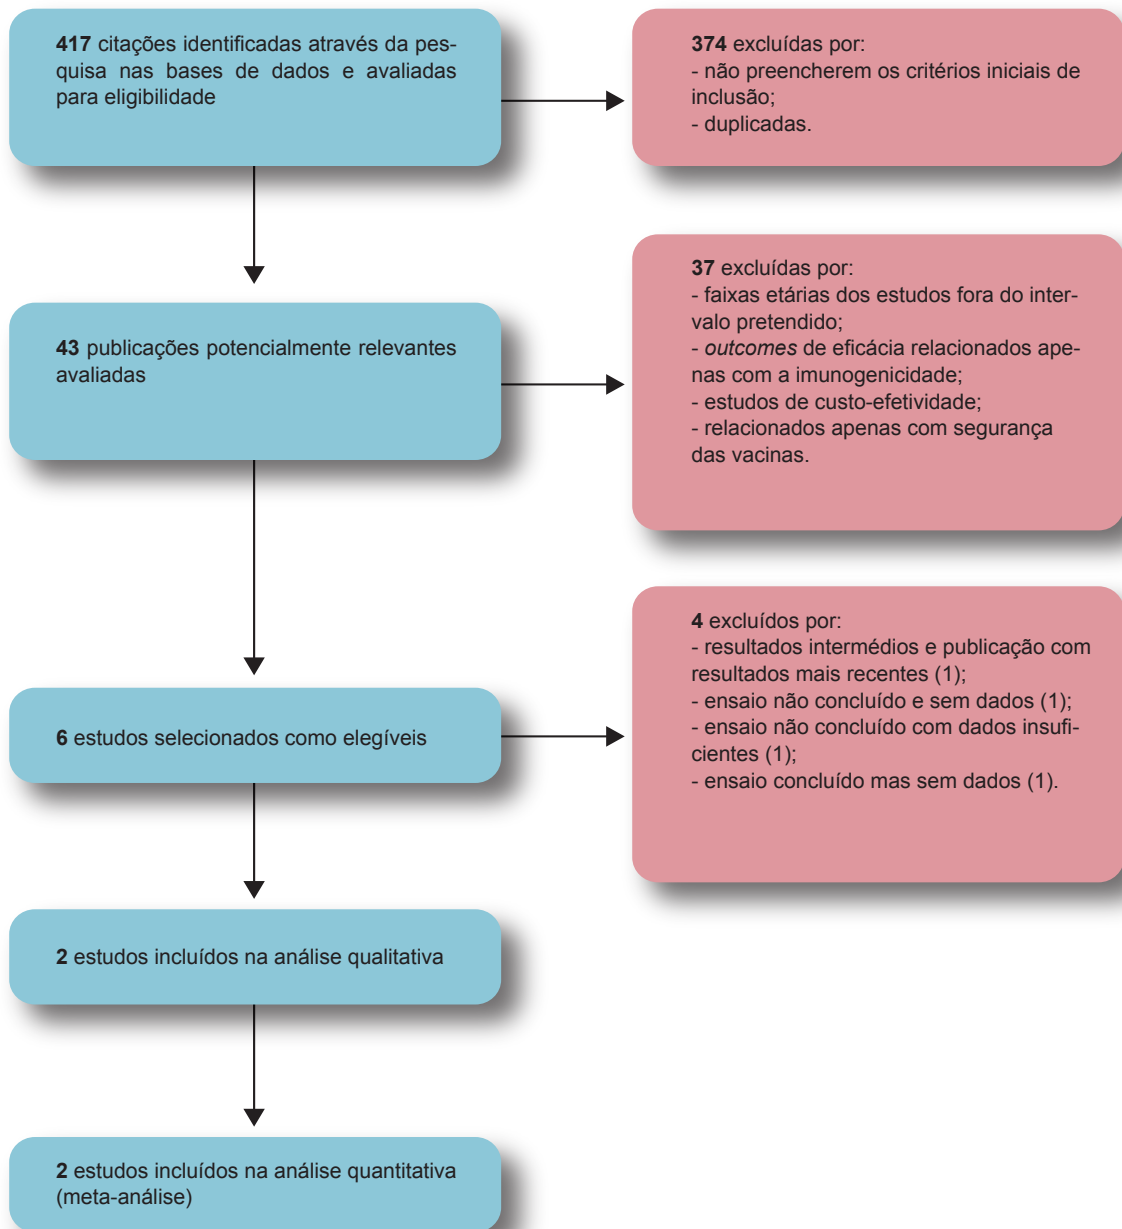 417 citações identificadas através da pes-
quisa nas bases de dados e avaliadas
para eligibilidade
374 excluídas por:
- não preencherem os critérios iniciais de
inclusão;
- duplicadas.
43 publicações potencialmente relevantes
avaliadas
37 excluídas por:
- faixas etárias dos estudos fora do inter-
valo pretendido;
- outcomes de eficácia relacionados ape-
nas com a imunogenicidade;
- estudos de custo-efetividade;
- relacionados apenas com segurança
das vacinas.
6 estudos selecionados como elegíveis
4 excluídos por:
- resultados intermédios e publicação com
resultados mais recentes (1);
- ensaio não concluído e sem dados (1);
- ensaio não concluído com dados insufi-
cientes (1);
- ensaio concluído mas sem dados (1).
2 estudos incluídos na análise qualitativa
2 estudos incluídos na análise quantitativa
(meta-análise)